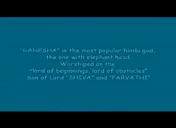 "GANESHA" is the most popular hindu god,
the one with elephant head.
Worshiped as the
"lord of beginnings, lord of obstacles"
Son of Lord "SHIVA" and "PARVATHI"